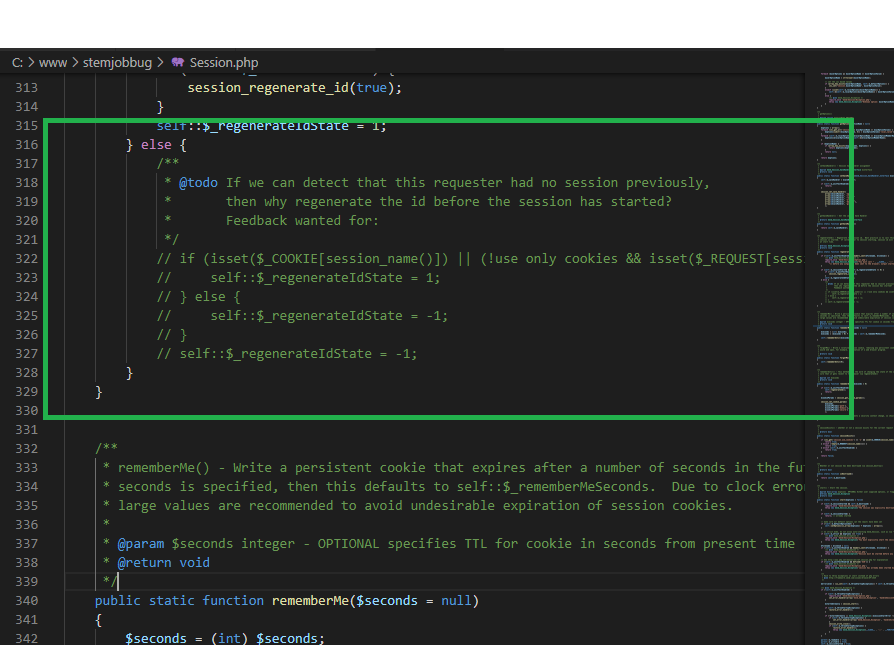 C: > www > stemjobbug > Session.php
313 session_regenerate_id(true);
314 }
315 self::$_regenerateIdState = 1;
316 } else {
317 /**
318 * @todo If we can detect that this requester had no session previously,
319 * then why regenerate the id before the session has started?
320 * Feedback wanted for:
321 */
322 // if (isset($_COOKIE[session_name()]) || (!use only cookies && isset($_REQUEST[sess
323 // self::$_regenerateIdState = 1;
324 // } else {
325 // self::$_regenerateIdState = -1;
326 // }
327 // self::$_regenerateIdState = -1;
328 }
329 }
330
331
332 /**
333 * rememberMe() - Write a persistent cookie that expires after a number of seconds in the fu
334 * seconds is specified, then this defaults to self::$_rememberMeSeconds. Due to clock erro
335 * large values are recommended to avoid undesirable expiration of session cookies.
336 *
337 * @param $seconds integer - OPTIONAL specifies TTL for cookie in seconds from present time
338 * @return void
339 */
340 public static function rememberMe($seconds = null)
341 {
342 $seconds = (int) $seconds;